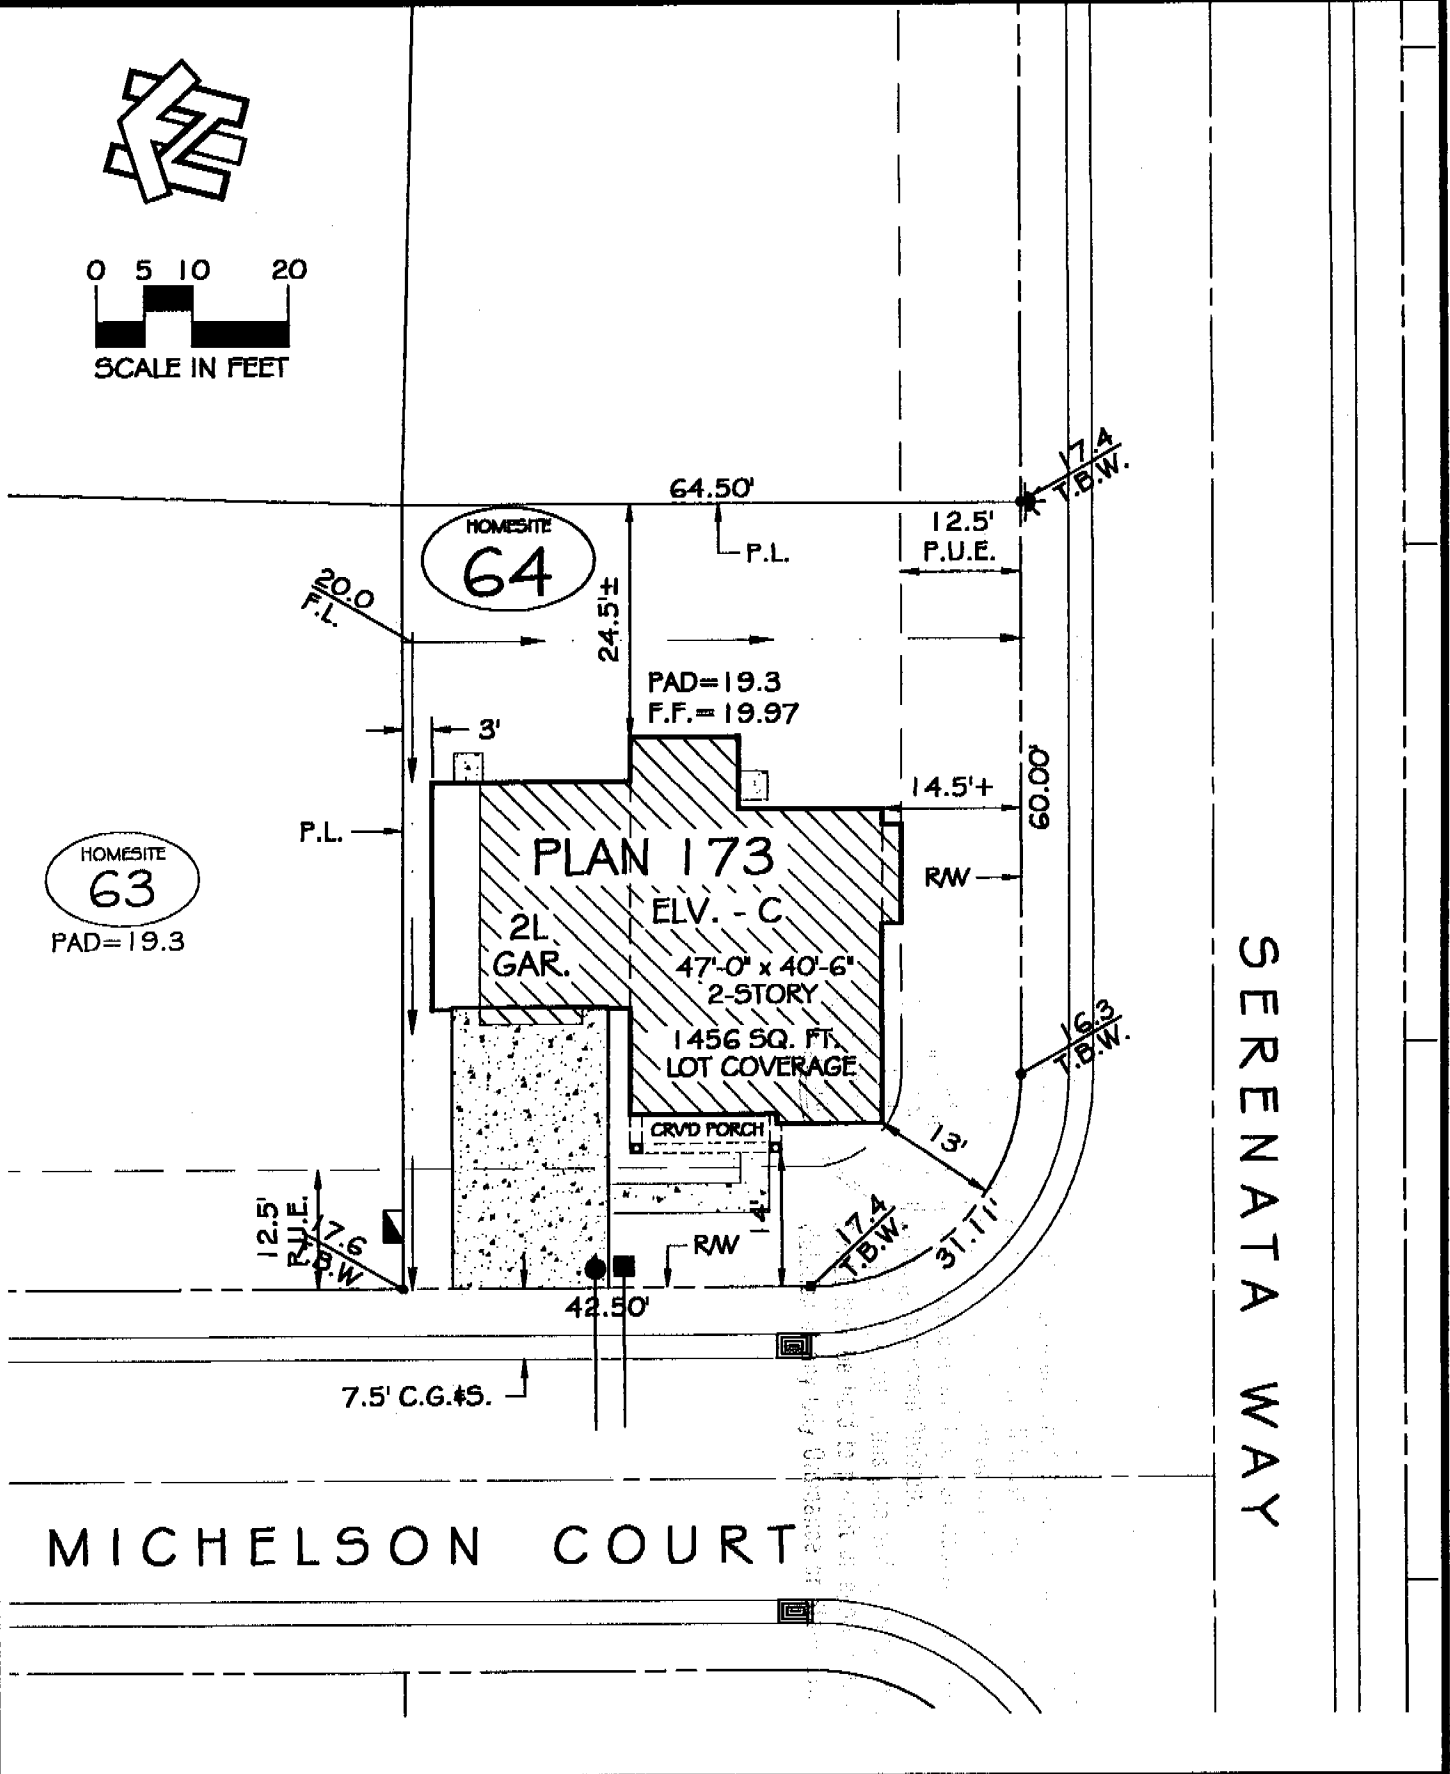 0 5 10 20
SCALE IN FEET
64.50'
17.4
T.B.W.
HOMESITE
64
12.5'
P.U.E.
P.L.
20.0
F.L.
24.5'±
PAD=19.3
F.F.=19.97
3'
14.5'+
60.00'
P.L.
HOMESITE
63
PAD=19.3
PLAN 173
ELV. - C
R/W
2L
GAR.
47'-0" x 40'-6"
2-STORY
1456 SQ. FT.
LOT COVERAGE
16.3
T.B.W.
CRV'D PORCH
13'
12.5'
P.U.E.
17.6
T.B.W
14'
17.4
T.B.W.
31.11'
R/W
42.50'
7.5' C.G.&S.
SERENATA WAY
MICHELSON COURT